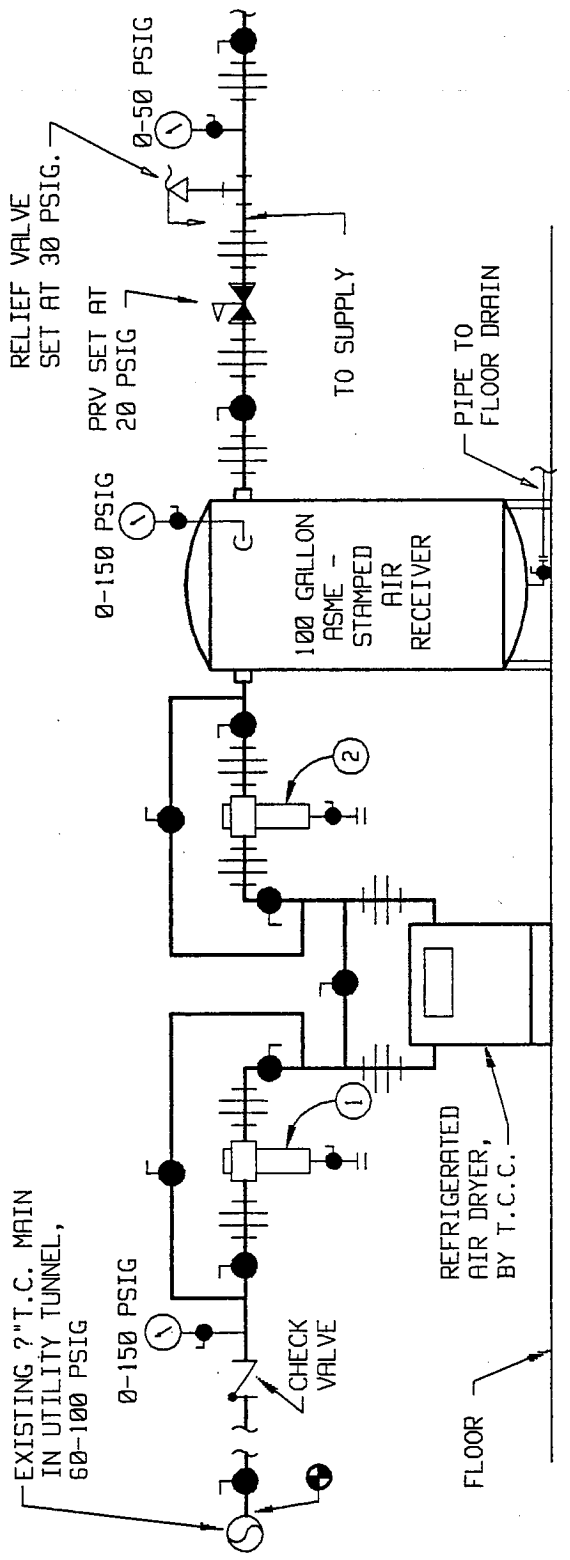 EXISTING ?"T.C. MAIN
IN UTILITY TUNNEL,
60-100 PSIG
0-150 PSIG
CHECK
VALVE
1
REFRIGERATED
AIR DRYER,
BY T.C.C.
FLOOR
2
0-150 PSIG
100 GALLON
ASME -
STAMPED
AIR
RECEIVER
PRV SET AT
20 PSIG
RELIEF VALVE
SET AT 30 PSIG.
0-50 PSIG
TO SUPPLY
PIPE TO
FLOOR DRAIN